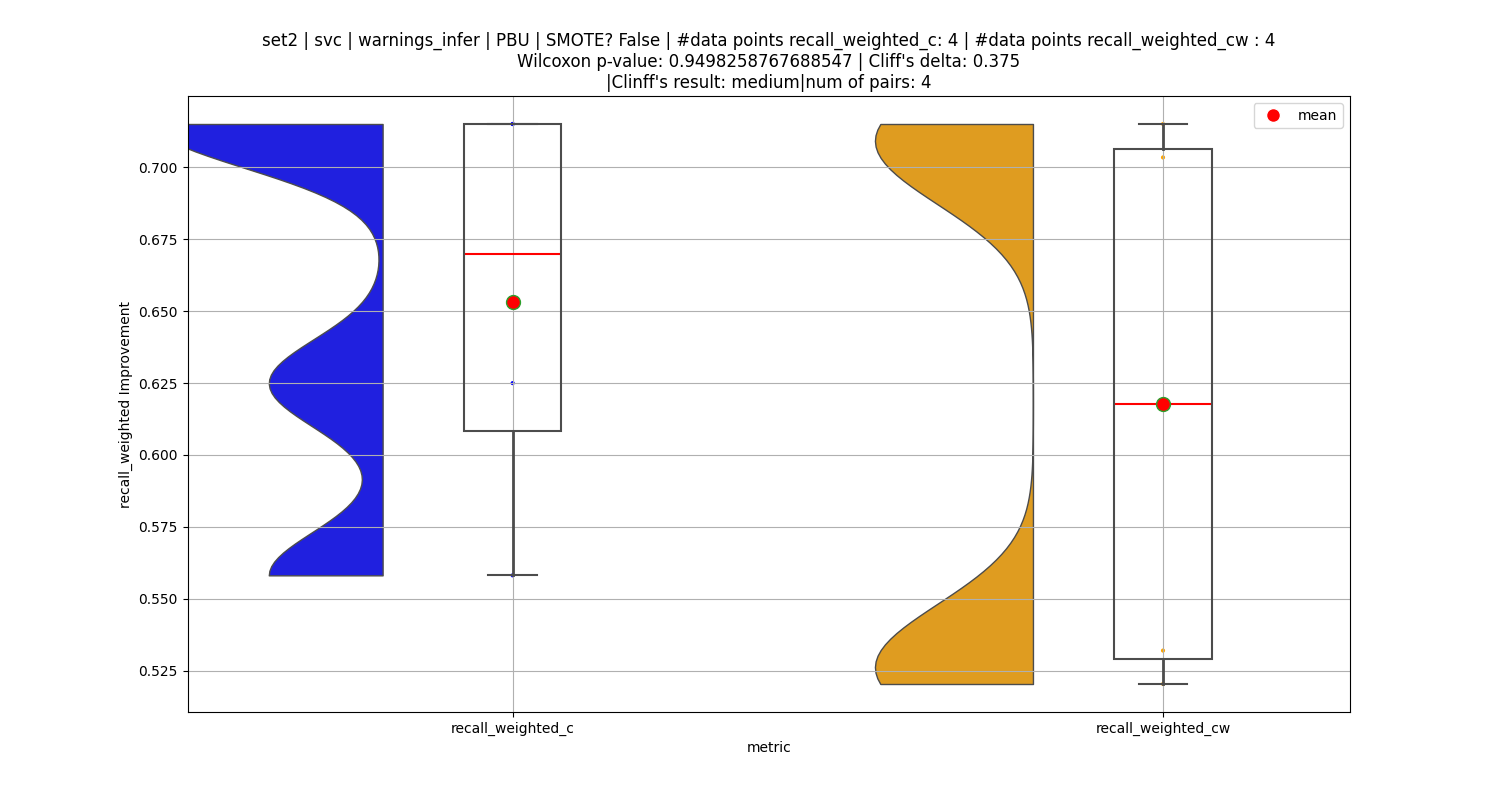 set2 | svc | warnings_infer | PBU | SMOTE? False | #data points recall_weighted_c: 4 | #data points recall_weighted_cw : 4
Wilcoxon p-value: 0.9498258767688547 | Cliff's delta: 0.375
|Clinff's result: medium|num of pairs: 4
mean
0.700
0.675
0.650
0.625
0.600
0.575
0.550
0.525
recall_weighted Improvement
recall_weighted_c
recall_weighted_cw
metric